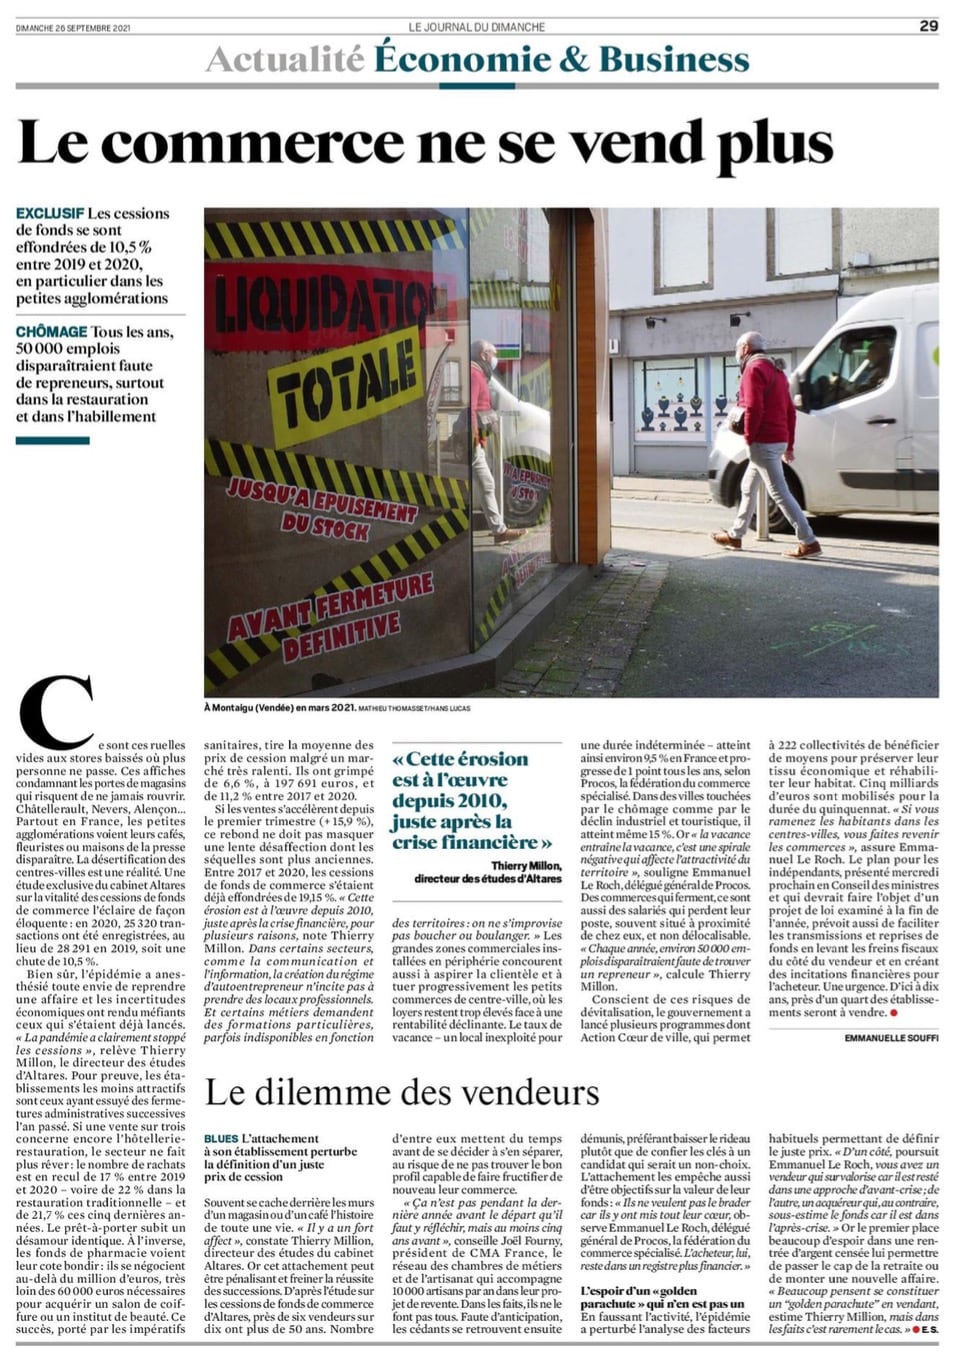 DIMANCHE 26 SEPTEMBRE 2021
LE JOURNAL DU DIMANCHE
29
Actualité Économie & Business
Le commerce ne se vend plus
EXCLUSIF Les cessions
de fonds se sont
effondrées de 10,5 %
entre 2019 et 2020,
en particulier dans les
petites agglomérations
CHÔMAGE Tous les ans,
50 000 emplois
disparaîtraient faute
de repreneurs, surtout
dans la restauration
et dans l'habillement
LIQUIDATION
TOTALE
JUSQU'A EPUISEMENT
DU STOCK
AVANT FERMETURE
DEFINITIVE
À Montaigu (Vendée) en mars 2021. MATHIEU THOMASSET/HANS LUCAS
Ce sont ces ruelles
vides aux stores baissés où plus
personne ne passe. Ces affiches
condamnant les portes de magasins
qui risquent de ne jamais rouvrir.
Châtellerault, Nevers, Alençon...
Partout en France, les petites
agglomérations voient leurs cafés,
fleuristes ou maisons de la presse
disparaître. La désertification des
centres-villes est une réalité. Une
étude exclusive du cabinet Altares
sur la vitalité des cessions de fonds
de commerce l'éclaire de façon
éloquente : en 2020, 25 320 tran-
sactions ont été enregistrées, au
lieu de 28 291 en 2019, soit une
chute de 10,5 %.
Bien sûr, l'épidémie a anes-
thésié toute envie de reprendre
une affaire et les incertitudes
économiques ont rendu méfiants
ceux qui s'étaient déjà lancés.
« La pandémie a clairement stoppé
les cessions », relève Thierry
Millon, le directeur des études
d'Altares. Pour preuve, les éta-
blissements les moins attractifs
sont ceux ayant essuyé des ferme-
tures administratives successives
l'an passé. Si une vente sur trois
concerne encore l'hôtellerie-
restauration, le secteur ne fait
plus rêver : le nombre de rachats
est en recul de 17 % entre 2019
et 2020 – voire de 22 % dans la
restauration traditionnelle – et
de 21,7 % ces cinq dernières an-
nées. Le prêt-à-porter subit un
désamour identique. À l'inverse,
les fonds de pharmacie voient
leur cote bondir : ils se négocient
au-delà du million d'euros, très
loin des 60 000 euros nécessaires
pour acquérir un salon de coif-
fure ou un institut de beauté. Ce
succès, porté par les impératifs
sanitaires, tire la moyenne des
prix de cession malgré un mar-
ché très ralenti. Ils ont grimpé
de 6,6 %, à 197 691 euros, et
de 11,2 % entre 2017 et 2020.
Si les ventes s'accélèrent depuis
le premier trimestre (+ 15,9 %),
ce rebond ne doit pas masquer
une lente désaffection dont les
séquelles sont plus anciennes.
Entre 2017 et 2020, les cessions
de fonds de commerce s'étaient
déjà effondrées de 19,15 %. « Cette
érosion est à l'œuvre depuis 2010,
juste après la crise financière, pour
plusieurs raisons, note Thierry
Millon. Dans certains secteurs,
comme la communication et
l'information, la création du régime
d'autoentrepreneur n'incite pas à
prendre des locaux professionnels.
Et certains métiers demandent
des formations particulières,
parfois indisponibles en fonction
« Cette érosion
est à l'œuvre
depuis 2010,
juste après la
crise financière »
Thierry Millon,
directeur des études d'Altares
des territoires : on ne s'improvise
pas boucher ou boulanger. » Les
grandes zones commerciales ins-
tallées en périphérie concourent
aussi à aspirer la clientèle et à
tuer progressivement les petits
commerces de centre-ville, où les
loyers restent trop élevés face à une
rentabilité déclinante. Le taux de
vacance – un local inexploité pour
une durée indéterminée – atteint
ainsi environ 9,5 % en France et pro-
gresse de 1 point tous les ans, selon
Procos, la fédération du commerce
spécialisé. Dans des villes touchées
par le chômage comme par le
déclin industriel et touristique, il
atteint même 15 %. Or « la vacance
entraîne la vacance, c'est une spirale
négative qui affecte l'attractivité du
territoire », souligne Emmanuel
Le Roch, délégué général de Procos.
Des commerces qui ferment, ce sont
aussi des salariés qui perdent leur
poste, souvent situé à proximité
de chez eux, et non délocalisable.
« Chaque année, environ 50 000 em-
plois disparaîtraient faute de trouver
un repreneur », calcule Thierry
Millon.
Conscient de ces risques de
dévitalisation, le gouvernement a
lancé plusieurs programmes dont
Action Cœur de ville, qui permet
à 222 collectivités de bénéficier
de moyens pour préserver leur
tissu économique et réhabili-
ter leur habitat. Cinq milliards
d'euros sont mobilisés pour la
durée du quinquennat. « Si vous
ramenez les habitants dans les
centres-villes, vous faites revenir
les commerces », assure Emma-
nuel Le Roch. Le plan pour les
indépendants, présenté mercredi
prochain en Conseil des ministres
et qui devrait faire l'objet d'un
projet de loi examiné à la fin de
l'année, prévoit aussi de faciliter
les transmissions et reprises de
fonds en levant les freins fiscaux
du côté du vendeur et en créant
des incitations financières pour
l'acheteur. Une urgence. D'ici à dix
ans, près d'un quart des établisse-
ments seront à vendre.
EMMANUELLE SOUFFI
Le dilemme des vendeurs
BLUES L'attachement
à son établissement perturbe
la définition d'un juste
prix de cession
Souvent se cache derrière les murs
d'un magasin ou d'un café l'histoire
de toute une vie. « Il y a un fort
affect », constate Thierry Millon,
directeur des études du cabinet
Altares. Or cet attachement peut
être pénalisant et freiner la réussite
des successions. D'après l'étude sur
les cessions de fonds de commerce
d'Altares, près de six vendeurs sur
dix ont plus de 50 ans. Nombre
d'entre eux mettent du temps
avant de se décider à s'en séparer,
au risque de ne pas trouver le bon
profil capable de faire fructifier de
nouveau leur commerce.
« Ça n'est pas pendant la der-
nière année avant le départ qu'il
faut y réfléchir, mais au moins cinq
ans avant », conseille Joël Fourny,
président de CMA France, le
réseau des chambres de métiers
et de l'artisanat qui accompagne
10 000 artisans par an dans leur pro-
jet de revente. Dans les faits, ils ne le
font pas tous. Faute d'anticipation,
les cédants se retrouvent ensuite
démunis, préférant baisser le rideau
plutôt que de confier les clés à un
candidat qui serait un non-choix.
L'attachement les empêche aussi
d'être objectifs sur la valeur de leur
fonds : « Ils ne veulent pas le brader
car ils y ont mis tout leur cœur, ob-
serve Emmanuel Le Roch, délégué
général de Procos, la fédération du
commerce spécialisé. L'acheteur, lui,
reste dans un registre plus financier. »
L'espoir d'un «golden
parachute» qui n'en est pas un
En faussant l'activité, l'épidémie
a perturbé l'analyse des facteurs
habituels permettant de définir
le juste prix. « D'un côté, poursuit
Emmanuel Le Roch, vous avez un
vendeur qui survalorise car il est resté
dans une approche d'avant-crise ; de
l'autre, un acquéreur qui, au contraire,
sous-estime le fonds car il est dans
l'après-crise. » Or le premier place
beaucoup d'espoir dans une ren-
trée d'argent censée lui permettre
de passer le cap de la retraite ou
de monter une nouvelle affaire.
« Beaucoup pensent se constituer
un "golden parachute" en vendant,
estime Thierry Millon, mais dans
les faits c'est rarement le cas. » E. S.